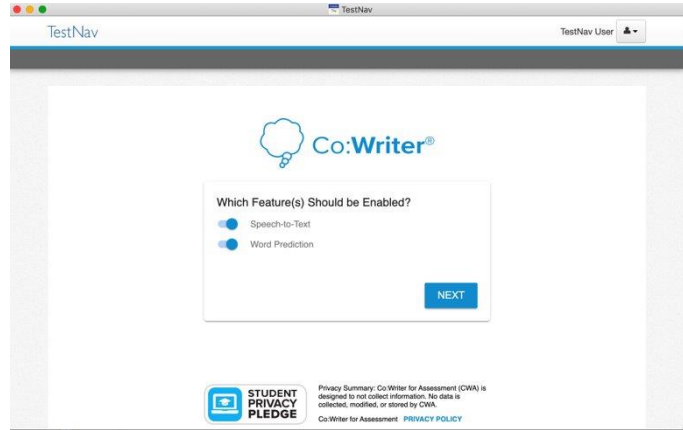 TestNav
TestNav
TestNav User
Co:Writer®
Which Feature(s) Should be Enabled?
Speech-to-Text
Word Prediction
NEXT
STUDENT
PRIVACY
PLEDGE
Privacy Summary: Co:Writer for Assessment (CWA) is
designed to not collect information. No data is
collected, modified, or stored by CWA.
Co:Writer for Assessment PRIVACY POLICY